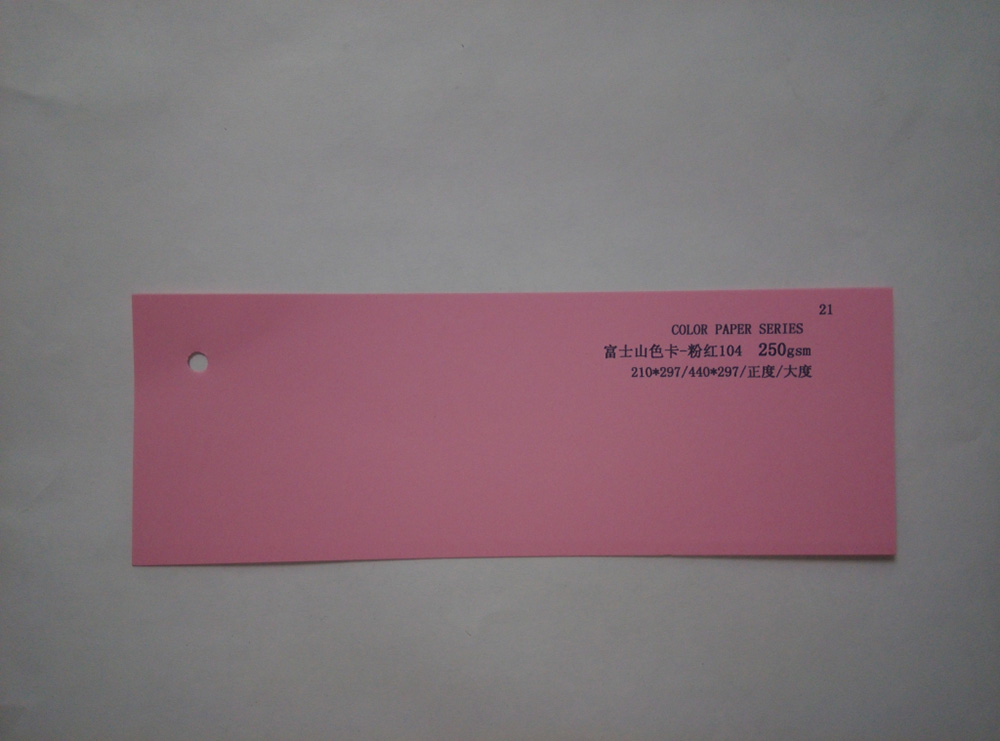 21
COLOR PAPER SERIES
富士山色卡-粉红104 250gsm
210*297/440*297/正度/大度